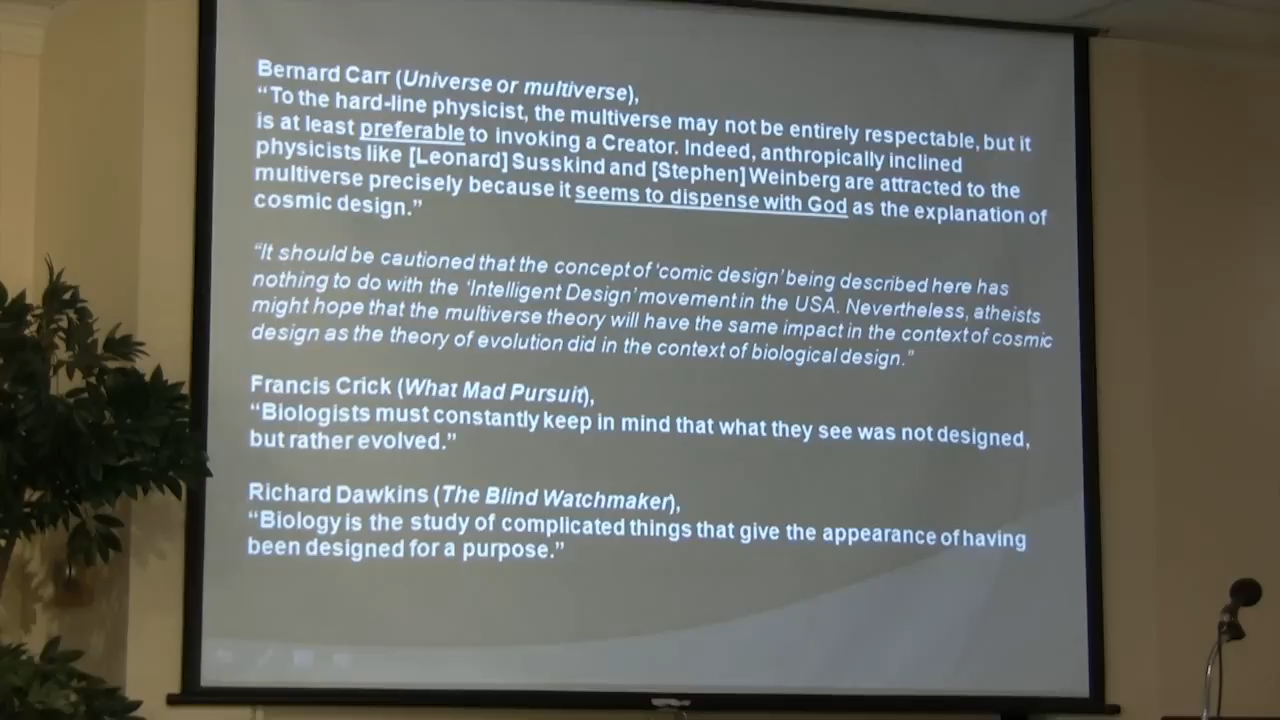 Bernard Carr (Universe or multiverse),
“To the hard-line physicist, the multiverse may not be entirely respectable, but it
is at least preferable to invoking a Creator. Indeed, anthropically inclined
physicists like [Leonard] Susskind and [Stephen] Weinberg are attracted to the
multiverse precisely because it seems to dispense with God as the explanation of
cosmic design.”
“It should be cautioned that the concept of ‘comic design’ being described here has
nothing to do with the ‘Intelligent Design’ movement in the USA. Nevertheless, atheists
might hope that the multiverse theory will have the same impact in the context of cosmic
design as the theory of evolution did in the context of biological design.”
Francis Crick (What Mad Pursuit),
“Biologists must constantly keep in mind that what they see was not designed,
but rather evolved.”
Richard Dawkins (The Blind Watchmaker),
“Biology is the study of complicated things that give the appearance of having
been designed for a purpose.”